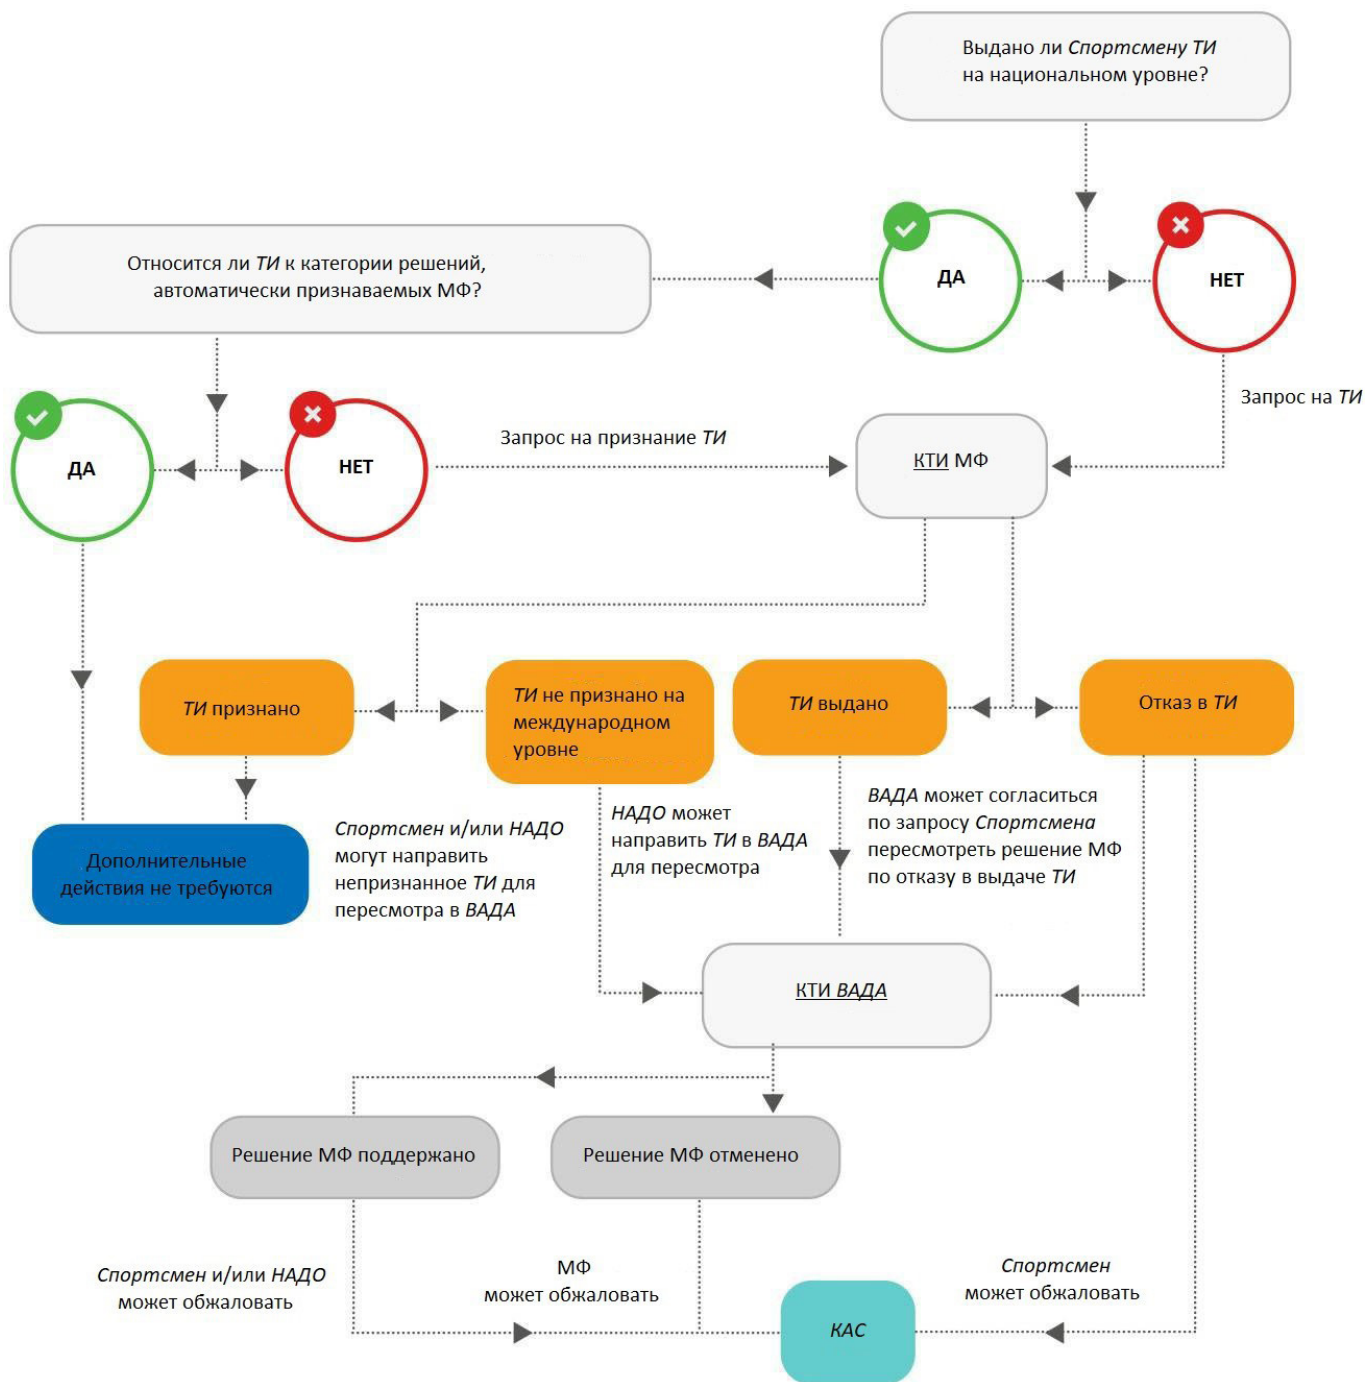 Выдано ли Спортсмену ТИ
на национальном уровне?
ДА
НЕТ
Относится ли ТИ к категории решений,
автоматически признаваемых МФ?
Запрос на ТИ
ДА
НЕТ
Запрос на признание ТИ
КТИ МФ
ТИ признано
ТИ не признано на
международном
уровне
ТИ выдано
Отказ в ТИ
Дополнительные
действия не требуются
Спортсмен и/или НАДО
могут направить
непризнанное ТИ для
пересмотра в ВАДА
НАДО может
направить ТИ в ВАДА
для пересмотра
ВАДА может согласиться
по запросу Спортсмена
пересмотреть решение МФ
по отказу в выдаче ТИ
КТИ ВАДА
Решение МФ поддержано
Решение МФ отменено
Спортсмен и/или НАДО
может обжаловать
МФ
может обжаловать
Спортсмен
может обжаловать
КАС